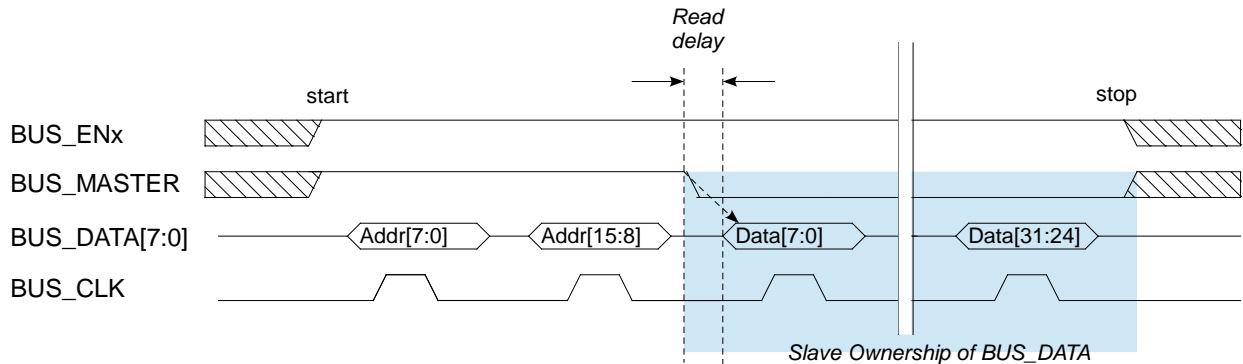 Read
delay
start
stop
BUS_ENx
BUS_MASTER
BUS_DATA[7:0]
Addr[7:0]
Addr[15:8]
Data[7:0]
Data[31:24]
BUS_CLK
Slave Ownership of BUS_DATA